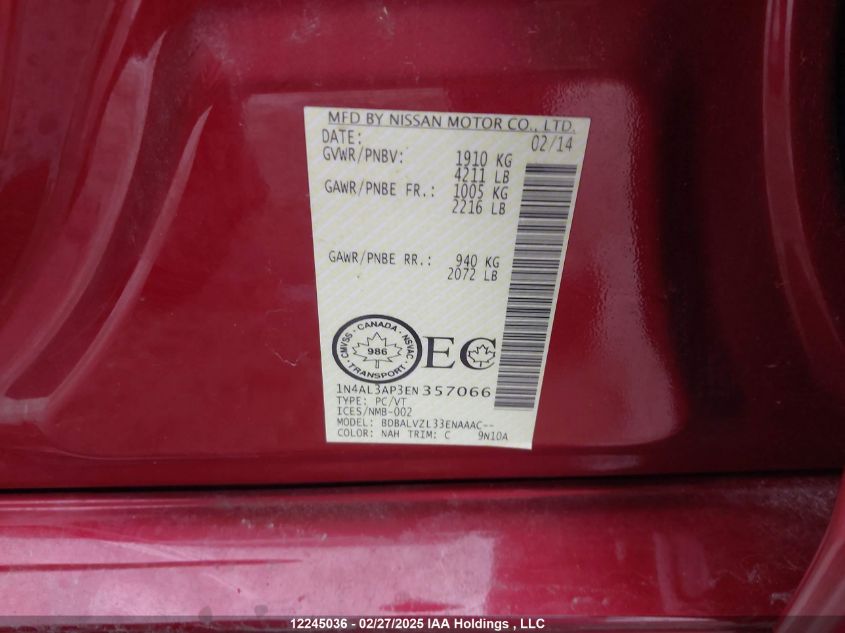 MFD BY NISSAN MOTOR CO., LTD.
DATE: 02/14
GVWR/PNBV: 1910 KG
4211 LB
GAWR/PNBE FR.: 1005 KG
2216 LB
GAWR/PNBE RR.: 940 KG
2072 LB
CMVSS · CANADA · NSVAC · TRANSPORT ·
986
EC
1N4AL3AP3EN357066
TYPE: PC/VT
ICES/NMB-002
MODEL: BDBALVZL33ENAAAC--
COLOR: NAH TRIM: C 9N10A
12245036 - 02/27/2025 IAA Holdings , LLC